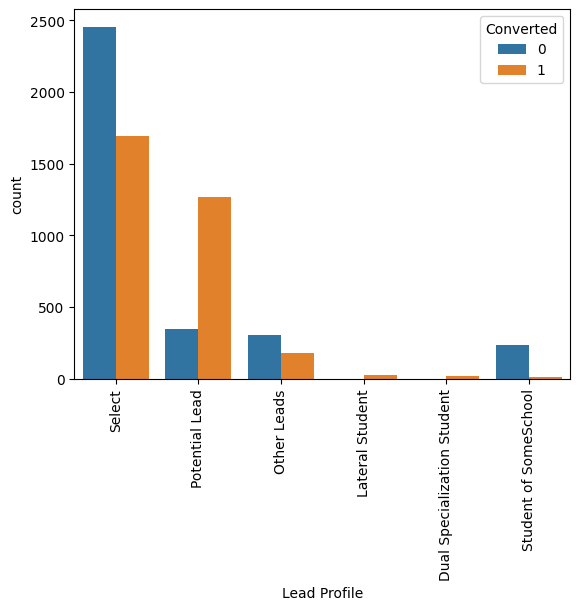 Converted
0
1
count
2500
2000
1500
1000
500
0
Select
Potential Lead
Other Leads
Lateral Student
Dual Specialization Student
Student of SomeSchool
Lead Profile